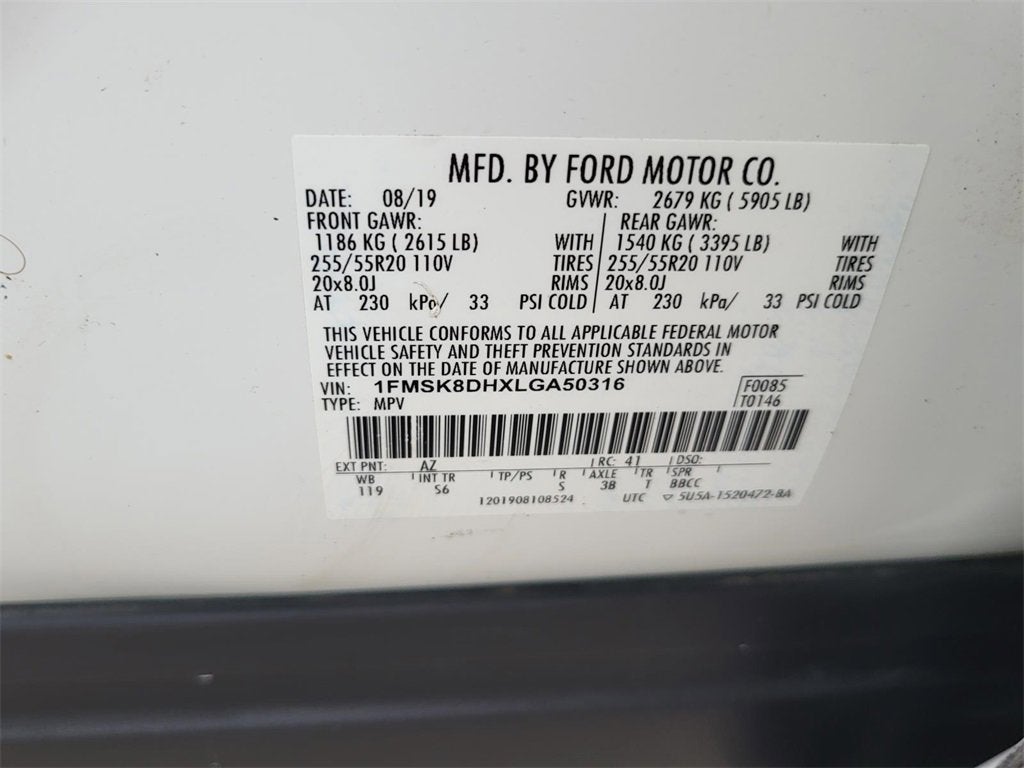 MFD. BY FORD MOTOR CO.
DATE: 08/19 GVWR: 2679 KG ( 5905 LB)
FRONT GAWR: REAR GAWR:
1186 KG ( 2615 LB) WITH 1540 KG ( 3395 LB) WITH
255/55R20 110V TIRES 255/55R20 110V TIRES
20x8.0J RIMS 20x8.0J RIMS
AT 230 kPa/ 33 PSI COLD AT 230 kPa/ 33 PSI COLD
THIS VEHICLE CONFORMS TO ALL APPLICABLE FEDERAL MOTOR
VEHICLE SAFETY AND THEFT PREVENTION STANDARDS IN
EFFECT ON THE DATE OF MANUFACTURE SHOWN ABOVE.
VIN: 1FMSK8DHXLGA50316 F0085
TYPE: MPV T0146
EXT PNT: AZ RC: 41 DSO:
WB INT TR TP/PS R AXLE TR SPR
119 S6 S 3B T BBCC
1201908108524 UTC ▽ 5U5A-1520472-BA